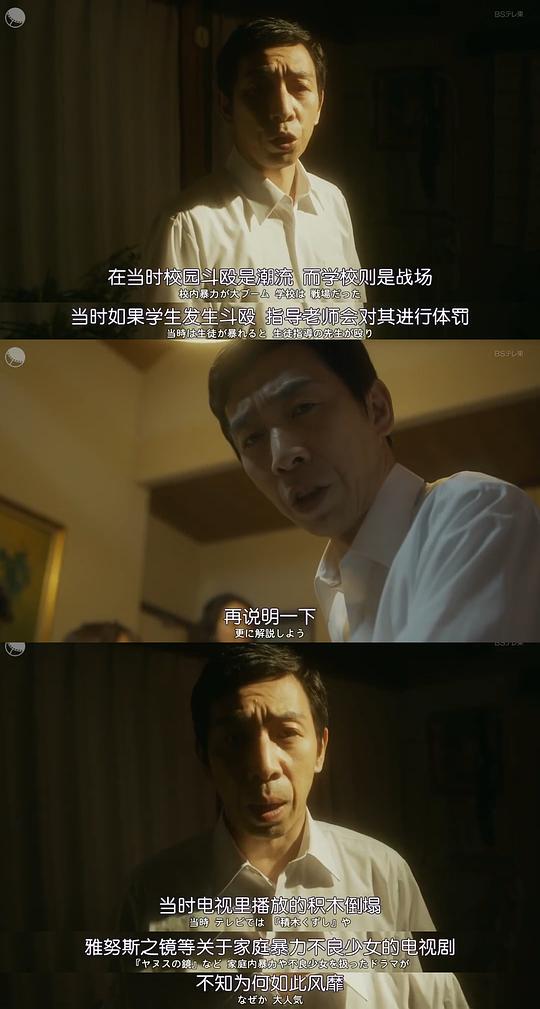 BSテレ東
在当时校园斗殴是潮流 而学校则是战场
校内暴力が大ブーム 学校は 戦場だった
当时如果学生发生斗殴 指导老师会对其进行体罚
当時は生徒が暴れると 生徒指導の先生が殴り
BSテレ東
再说明一下
更に解説しよう
BSテレ東
当时电视里播放的积木倒塌
当時 テレビでは 『積木くずし』や
雅努斯之镜等关于家庭暴力不良少女的电视剧
『ヤヌスの鏡』など 家庭内暴力や不良少女を扱ったドラマが
不知为何如此风靡
なぜか 大人気